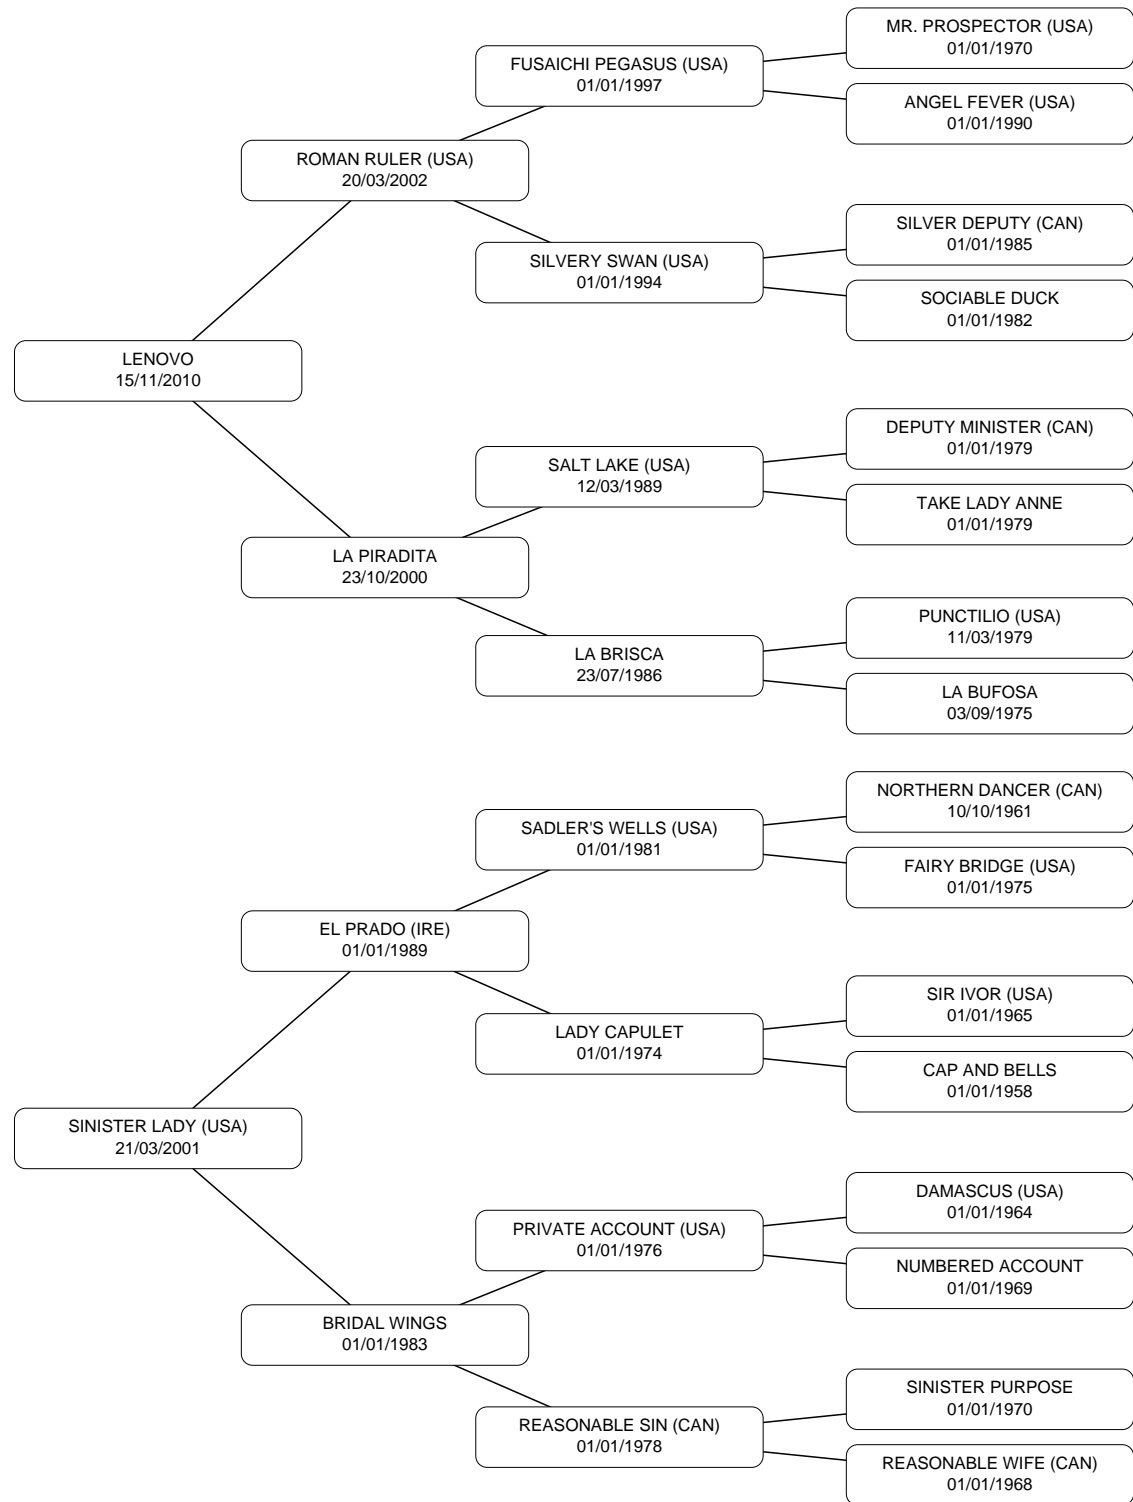 MR. PROSPECTOR (USA)
01/01/1970
FUSAICHI PEGASUS (USA)
01/01/1997
ANGEL FEVER (USA)
01/01/1990
ROMAN RULER (USA)
20/03/2002
SILVER DEPUTY (CAN)
01/01/1985
SILVERY SWAN (USA)
01/01/1994
SOCIABLE DUCK
01/01/1982
LENOVO
15/11/2010
DEPUTY MINISTER (CAN)
01/01/1979
SALT LAKE (USA)
12/03/1989
TAKE LADY ANNE
01/01/1979
LA PIRADITA
23/10/2000
PUNCTILIO (USA)
11/03/1979
LA BRISCA
23/07/1986
LA BUFOSA
03/09/1975
NORTHERN DANCER (CAN)
10/10/1961
SADLER'S WELLS (USA)
01/01/1981
FAIRY BRIDGE (USA)
01/01/1975
EL PRADO (IRE)
01/01/1989
SIR IVOR (USA)
01/01/1965
LADY CAPULET
01/01/1974
CAP AND BELLS
01/01/1958
SINISTER LADY (USA)
21/03/2001
DAMASCUS (USA)
01/01/1964
PRIVATE ACCOUNT (USA)
01/01/1976
NUMBERED ACCOUNT
01/01/1969
BRIDAL WINGS
01/01/1983
SINISTER PURPOSE
01/01/1970
REASONABLE SIN (CAN)
01/01/1978
REASONABLE WIFE (CAN)
01/01/1968